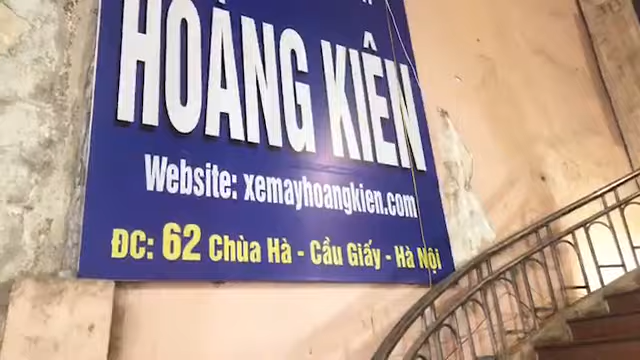 HOÀNG KIÊN
Website: xemayhoangkien.com
ĐC: 62 Chùa Hà - Cầu Giấy - Hà Nội